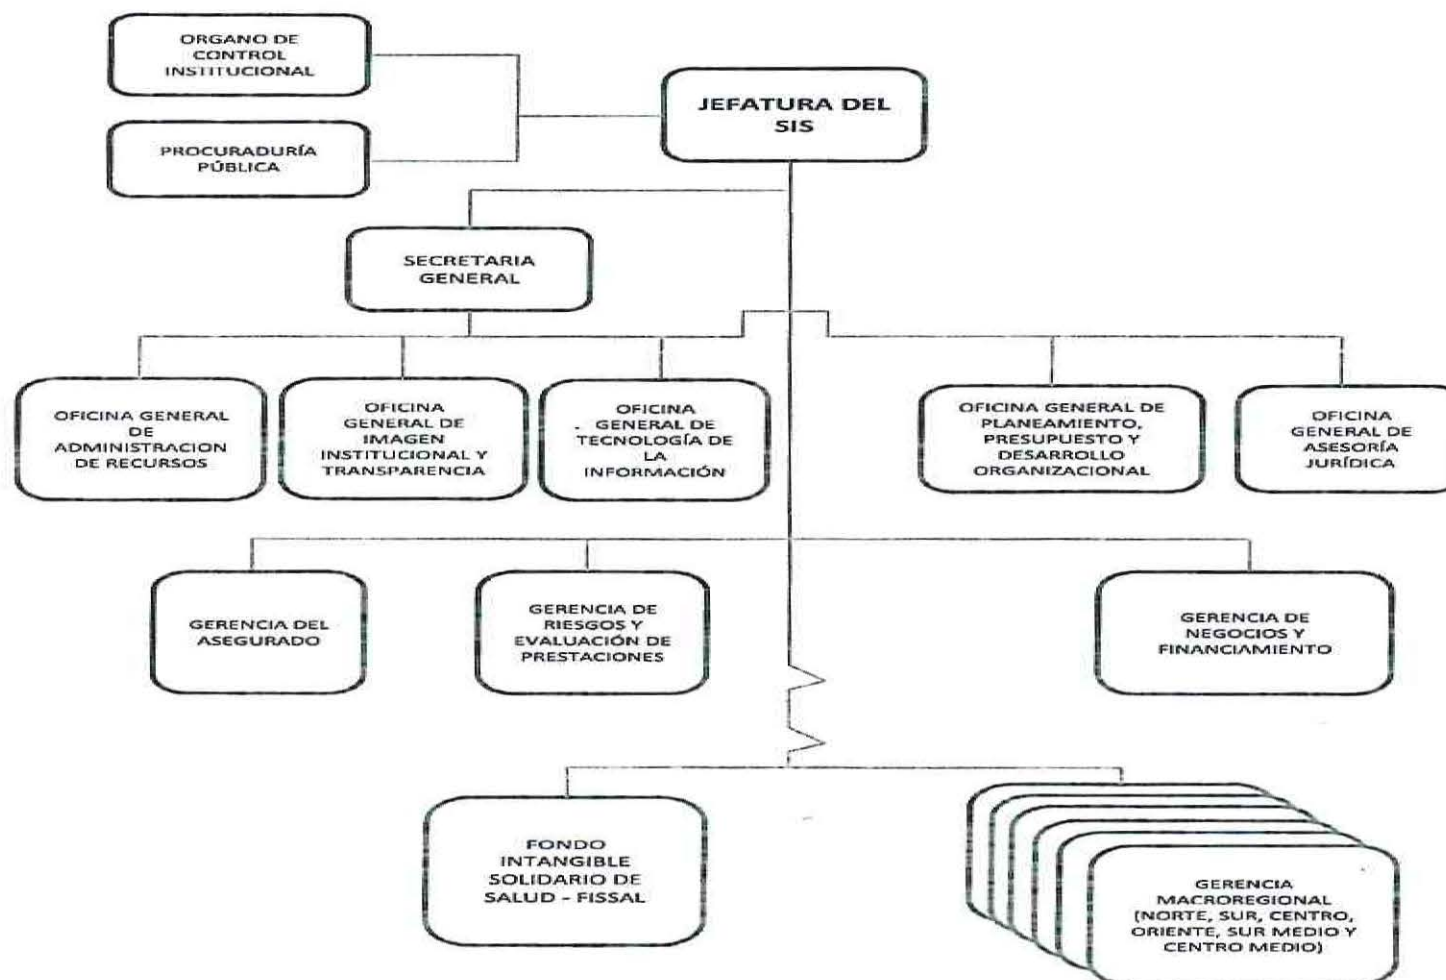 ORGANO DE
CONTROL
INSTITUCIONAL
JEFATURA DEL
SIS
PROCURADURÍA
PÚBLICA
SECRETARIA
GENERAL
OFICINA GENERAL
DE
ADMINISTRACION
DE RECURSOS
OFICINA
GENERAL DE
IMAGEN
INSTITUCIONAL Y
TRANSPARENCIA
OFICINA
GENERAL DE
TECNOLOGÍA DE
LA
INFORMACIÓN
OFICINA GENERAL DE
PLANEAMIENTO,
PRESUPUESTO Y
DESARROLLO
ORGANIZACIONAL
OFICINA
GENERAL DE
ASESORÍA
JURÍDICA
GERENCIA DEL
ASEGURADO
GERENCIA DE
RIESGOS Y
EVALUACIÓN DE
PRESTACIONES
GERENCIA DE
NEGOCIOS Y
FINANCIAMIENTO
FONDO
INTANGIBLE
SOLIDARIO DE
SALUD - FISSAL
GERENCIA
MACROREGIONAL
(NORTE, SUR, CENTRO,
ORIENTE, SUR MEDIO Y
CENTRO MEDIO)